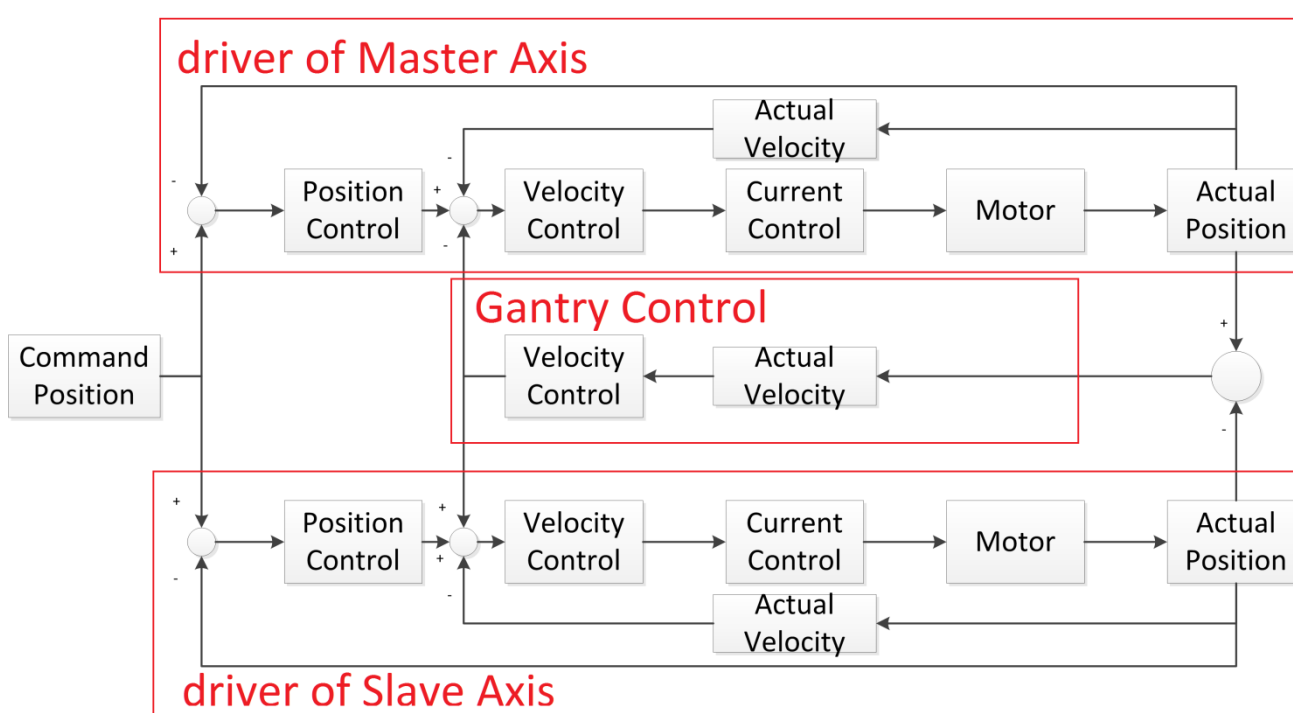 driver of Master Axis
Actual
Velocity
-
-
+
Position
Control
Velocity
Control
Current
Control
Motor
Actual
Position
+
-
Gantry Control
+
Command
Position
Velocity
Control
Actual
Velocity
-
+
+
Position
Control
Velocity
Control
Current
Control
Motor
Actual
Position
+
-
-
Actual
Velocity
driver of Slave Axis